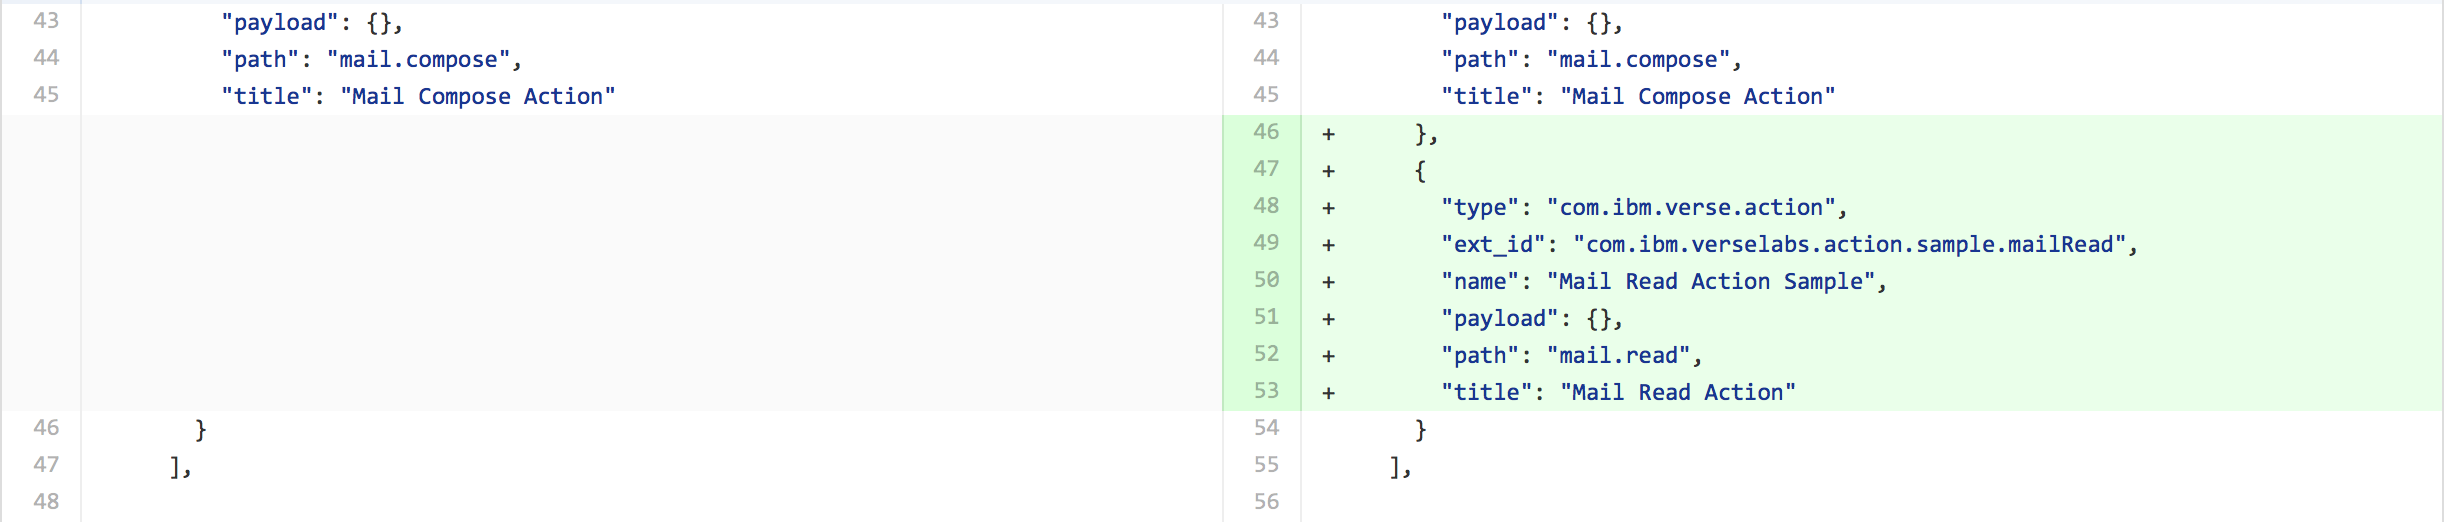 43 "payload": {},
44 "path": "mail.compose",
45 "title": "Mail Compose Action"
46 }
47 ],
48
43 "payload": {},
44 "path": "mail.compose",
45 "title": "Mail Compose Action"
46 + },
47 + {
48 + "type": "com.ibm.verse.action",
49 + "ext_id": "com.ibm.verselabs.action.sample.mailRead",
50 + "name": "Mail Read Action Sample",
51 + "payload": {},
52 + "path": "mail.read",
53 + "title": "Mail Read Action"
54 }
55 ],
56